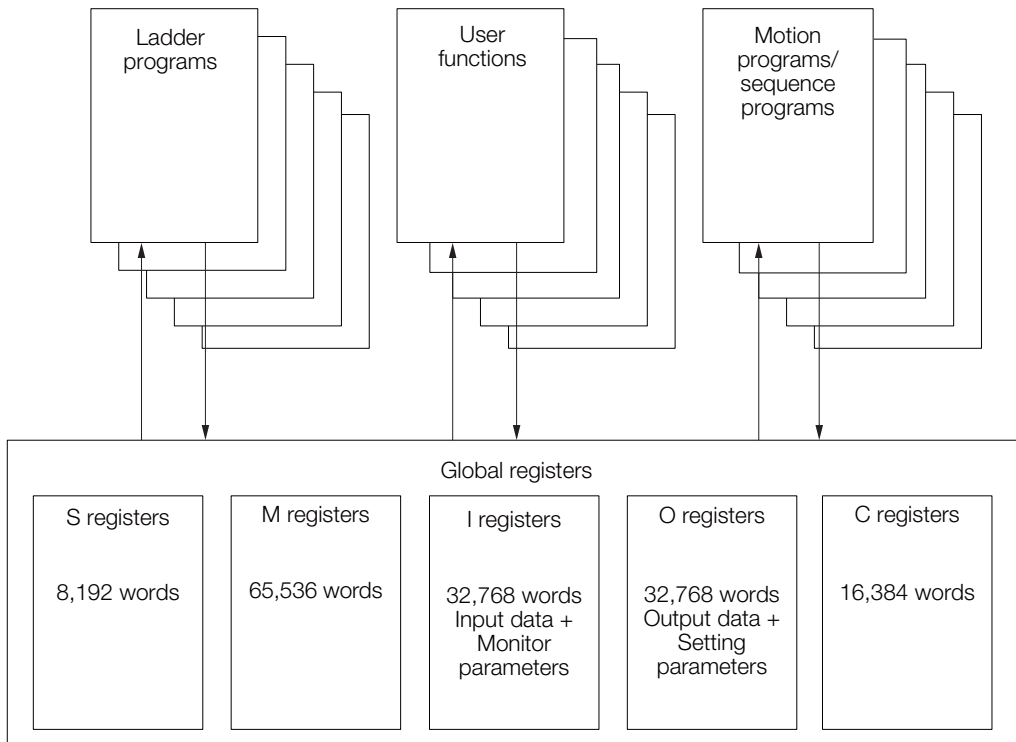 Ladder
programs
User
functions
Motion
programs/
sequence
programs
Global registers
S registers
8,192 words
M registers
65,536 words
I registers
32,768 words
Input data +
Monitor
parameters
O registers
32,768 words
Output data +
Setting
parameters
C registers
16,384 words